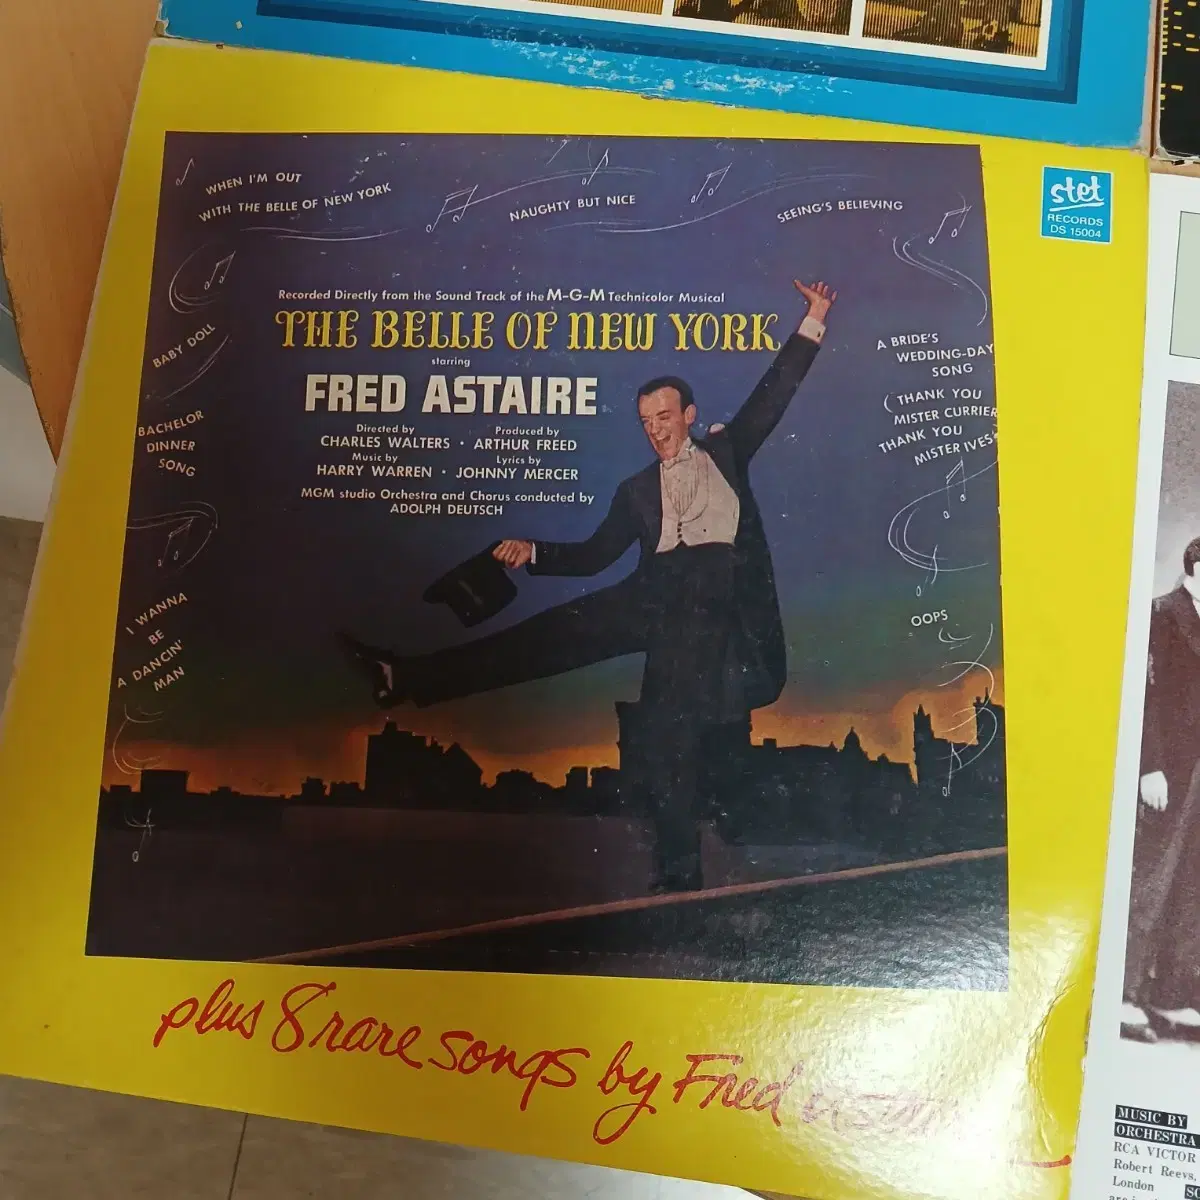 stet
RECORDS
DS 15004
WHEN I'M OUT
WITH THE BELLE OF NEW YORK
NAUGHTY BUT NICE
SEEING'S BELIEVING
Recorded Directly from the Sound Track of the M-G-M Technicolor Musical
THE BELLE OF NEW YORK
starring
FRED ASTAIRE
Directed by
CHARLES WALTERS •
Produced by
ARTHUR FREED
Music by
HARRY WARREN •
Lyrics by
JOHNNY MERCER
MGM studio Orchestra and Chorus conducted by
ADOLPH DEUTSCH
BABY DOLL
BACHELOR
DINNER
SONG
I WANNA
BE
A DANCIN'
MAN
A BRIDE'S
WEDDING-DAY
SONG
(THANK YOU
MISTER CURRIER
THANK YOU
MISTER IVES)
OOPS
plus 8 rare songs by Fred
MUSIC BY
ORCHESTRA
RCA VICTOR
Robert Reeves,
London